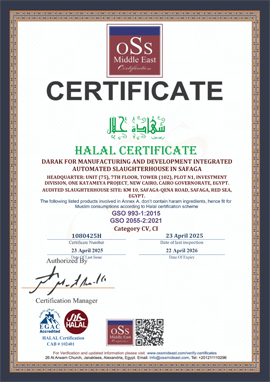 oSs
Middle East
Certification
CERTIFICATE
شهادة حلال
HALAL CERTIFICATE
DARAK FOR MANUFACTURING AND DEVELOPMENT INTEGRATED
AUTOMATED SLAUGHTERHOUSE IN SAFAGA
HEADQUARTER: UNIT (75), 7TH FLOOR, TOWER (102), PLOT N1, INVESTMENT
DIVISION, ONE KATAMEYA PROJECT, NEW CAIRO, CAIRO GOVERNORATE, EGYPT.
AUDITED SLAUGHTERHOUSE SITE: KM 10, SAFAGA-QENA ROAD, SAFAGA, RED SEA,
EGYPT.
The following listed products involved in Annex A. don't contain haram ingredients, hence fit for
Muslim consumptions according to Halal certification scheme
GSO 993-1:2015
GSO 2055-2:2021
Category CV, CI
1080425H
23 April 2025
Certificate Number
Date of last inspection
23 April 2025
22 April 2026
Date Of Last Issue
Date Of Expiry
Authorized By
Certification Manager
EGAC
Accredited
HALAL
HALAL Certification
CAB # 102401
oSs
Middle East
For Verification and updated information please visit www.ossmideast.com/verify-certificates
26 Al Ansari Church, Janaklees, Alexandria, Egypt. Email: info@ossmideast.com, Tel: +201211110296